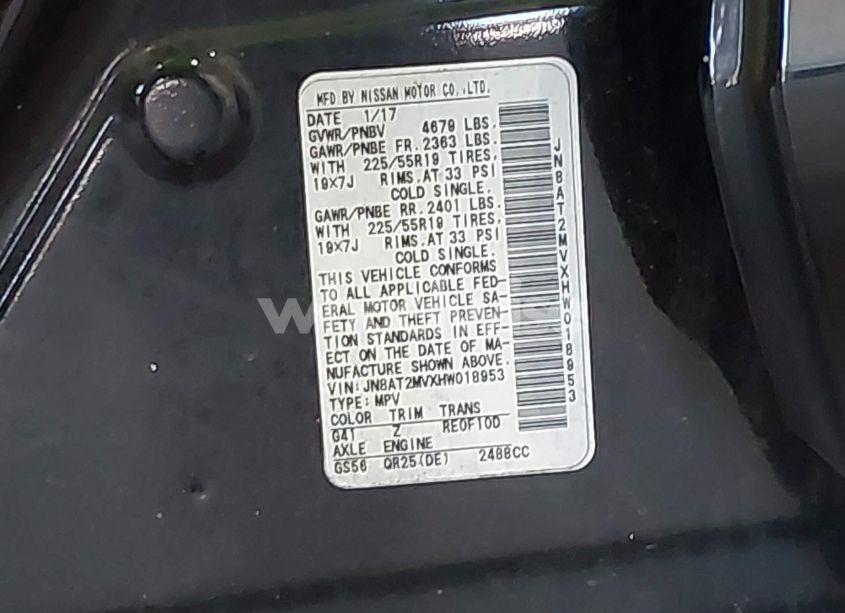 MFD BY NISSAN MOTOR CO.,LTD.
DATE 1/17
GVWR/PNBV 4679 LBS.
GAWR/PNBE FR.2363 LBS.
WITH 225/55R19 TIRES,
19X7J RIMS.AT 33 PSI
COLD SINGLE.
GAWR/PNBE RR.2401 LBS.
WITH 225/55R19 TIRES,
19X7J RIMS.AT 33 PSI
COLD SINGLE.
THIS VEHICLE CONFORMS
TO ALL APPLICABLE FED-
ERAL MOTOR VEHICLE SA-
FETY AND THEFT PREVEN-
TION STANDARDS IN EFF-
ECT ON THE DATE OF MA-
NUFACTURE SHOWN ABOVE.
VIN:JN8AT2MVXHW018953
TYPE:MPV
COLOR TRIM TRANS
G41 Z RE0F10D
AXLE ENGINE
GS56 QR25(DE) 2488CC
JN8AT2MVXHW018953